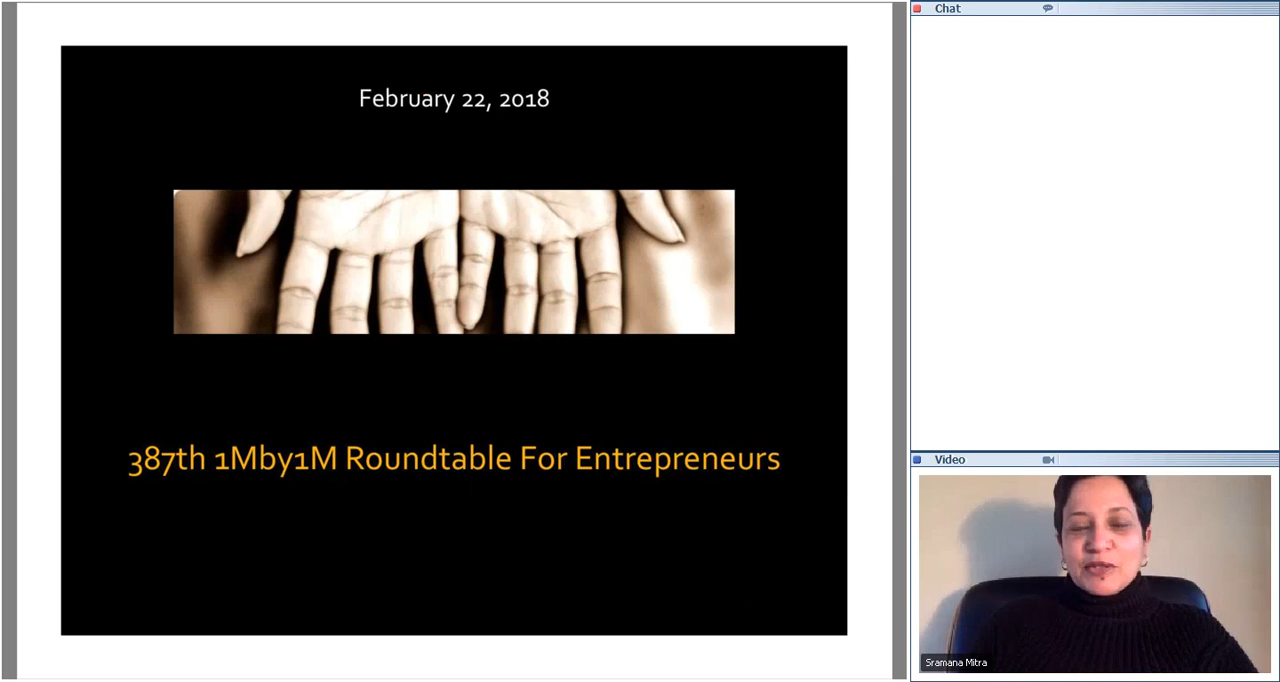 February 22, 2018
387th 1Mby1M Roundtable For Entrepreneurs
Chat
Video
Sramana Mitra